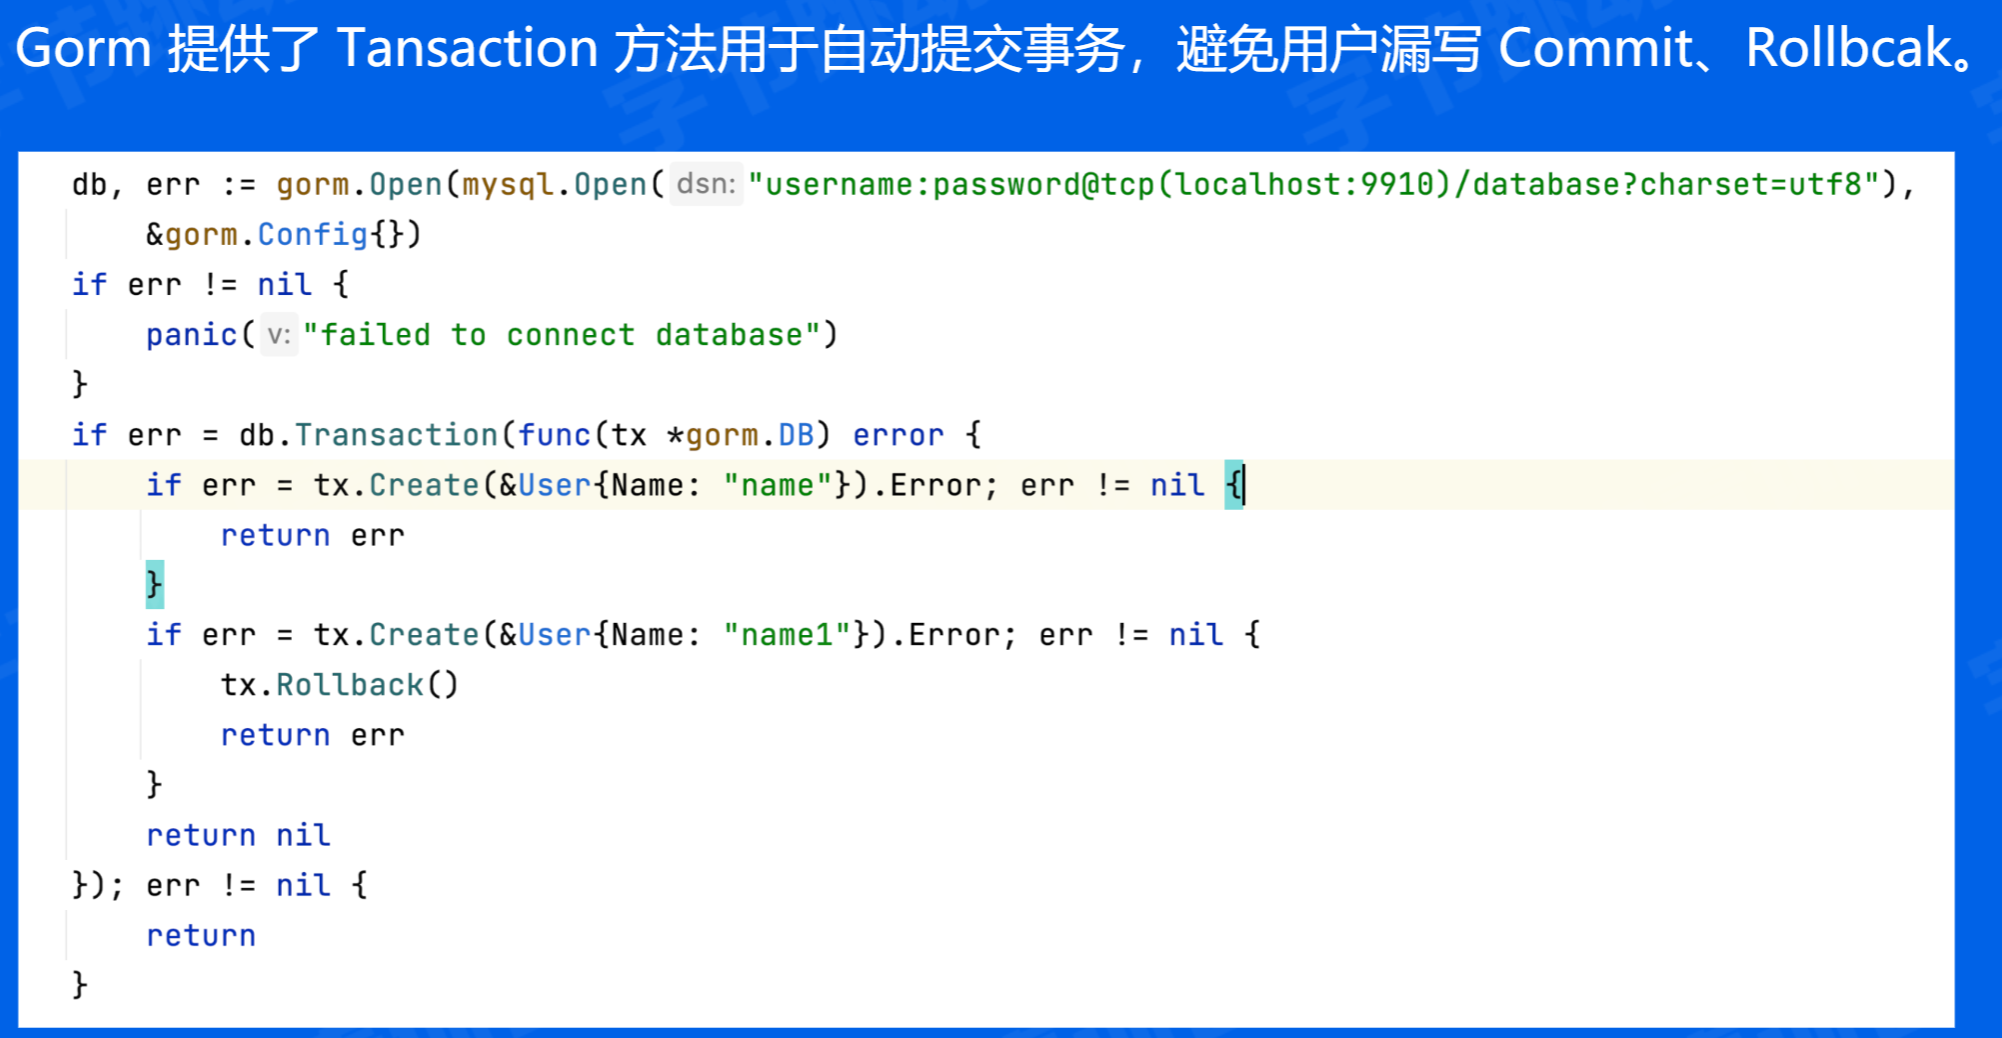 Gorm 提供了 Tansaction 方法用于自动提交事务，避免用户漏写 Commit、Rollbcak。
db, err := gorm.Open(mysql.Open( dsn: "username:password@tcp(localhost:9910)/database?charset=utf8"),
    &gorm.Config{})
if err != nil {
    panic( v: "failed to connect database")
}
if err = db.Transaction(func(tx *gorm.DB) error {
    if err = tx.Create(&User{Name: "name"}).Error; err != nil {
        return err
    }
    if err = tx.Create(&User{Name: "name1"}).Error; err != nil {
        tx.Rollback()
        return err
    }
    return nil
}); err != nil {
    return
}